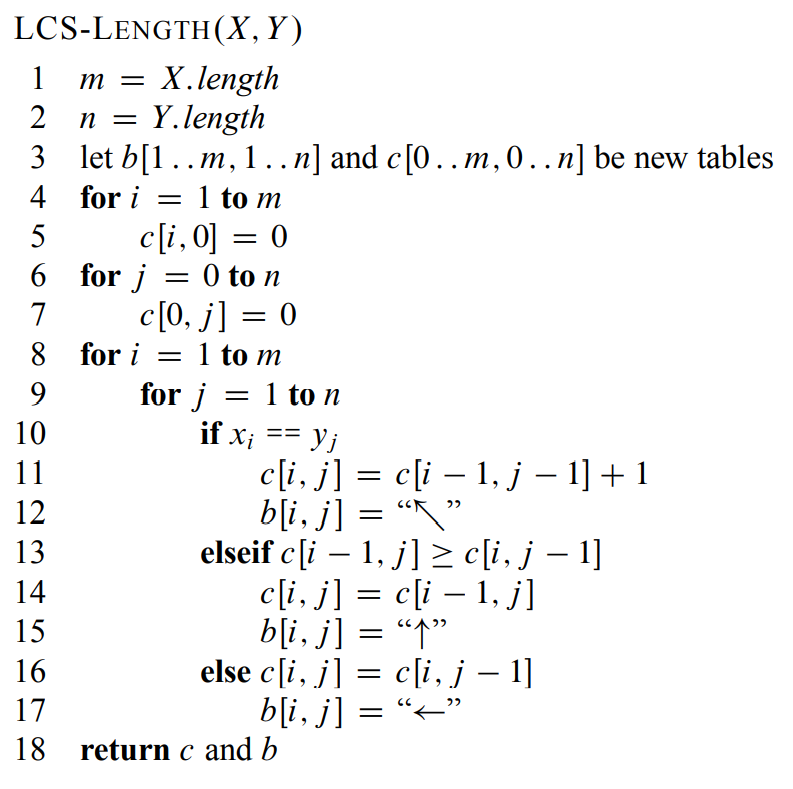 LCS-LENGTH(X, Y)
1 m = X.length
2 n = Y.length
3 let b[1..m, 1..n] and c[0..m, 0..n] be new tables
4 for i = 1 to m
5 c[i, 0] = 0
6 for j = 0 to n
7 c[0, j] = 0
8 for i = 1 to m
9 for j = 1 to n
10 if xᵢ == yⱼ
11 c[i, j] = c[i − 1, j − 1] + 1
12 b[i, j] = “↖”
13 elseif c[i − 1, j] ≥ c[i, j − 1]
14 c[i, j] = c[i − 1, j]
15 b[i, j] = “↑”
16 else c[i, j] = c[i, j − 1]
17 b[i, j] = “←”
18 return c and b